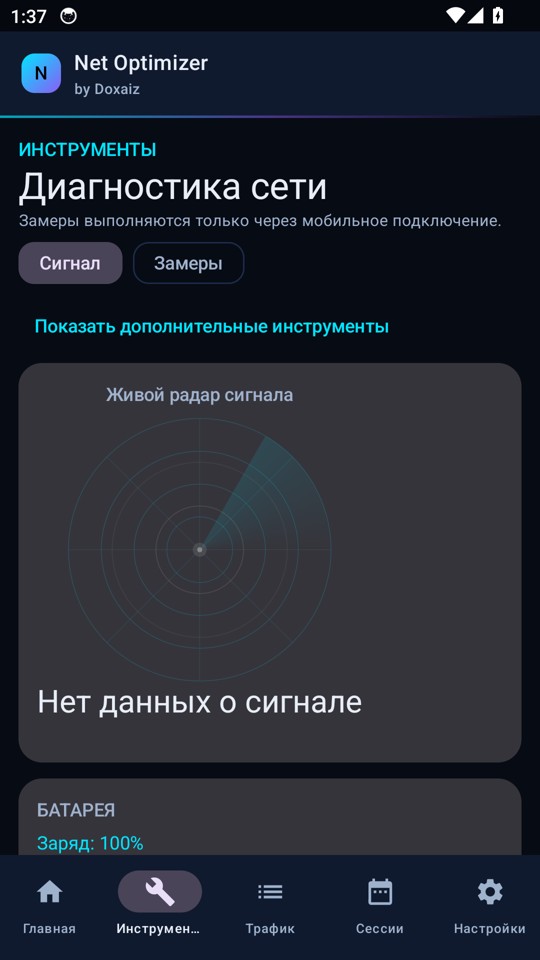 1:37
N
Net Optimizer
by Doxaiz
ИНСТРУМЕНТЫ
Диагностика сети
Замеры выполняются только через мобильное подключение.
Сигнал
Замеры
Показать дополнительные инструменты
Живой радар сигнала
Нет данных о сигнале
БАТАРЕЯ
Заряд: 100%
Главная
Инструмен…
Трафик
Сессии
Настройки